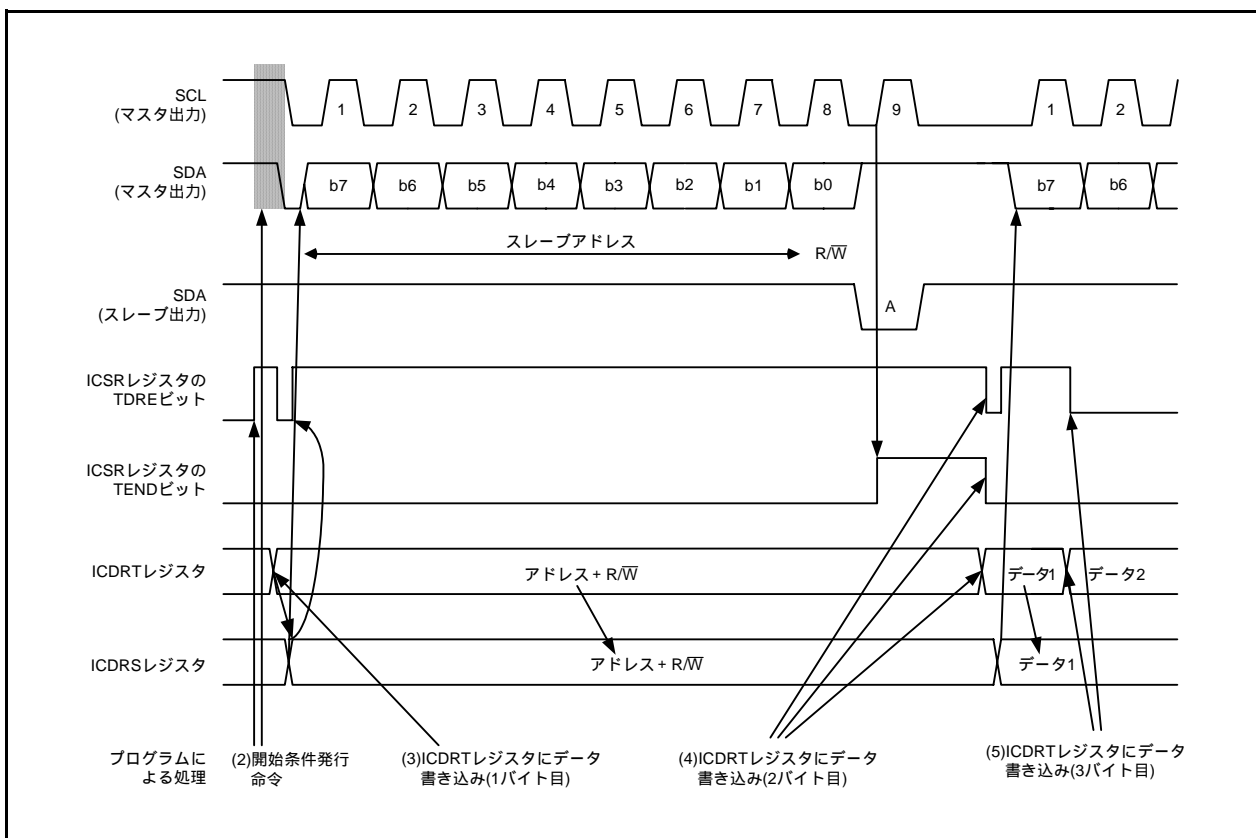 SCL
(マスタ出力)
1 2 3 4 5 6 7 8 9 1 2
SDA
(マスタ出力)
b7 b6 b5 b4 b3 b2 b1 b0 b7 b6
スレーブアドレス R/W̅
SDA
(スレーブ出力)
A
ICSRレジスタの
TDREビット
ICSRレジスタの
TENDビット
ICDRTレジスタ
アドレス + R/W̅ データ1 データ2
ICDRSレジスタ
アドレス + R/W̅ データ1
プログラムに
よる処理
(2)開始条件発行
命令
(3)ICDRTレジスタにデータ
書き込み(1バイト目)
(4)ICDRTレジスタにデータ
書き込み(2バイト目)
(5)ICDRTレジスタにデータ
書き込み(3バイト目)